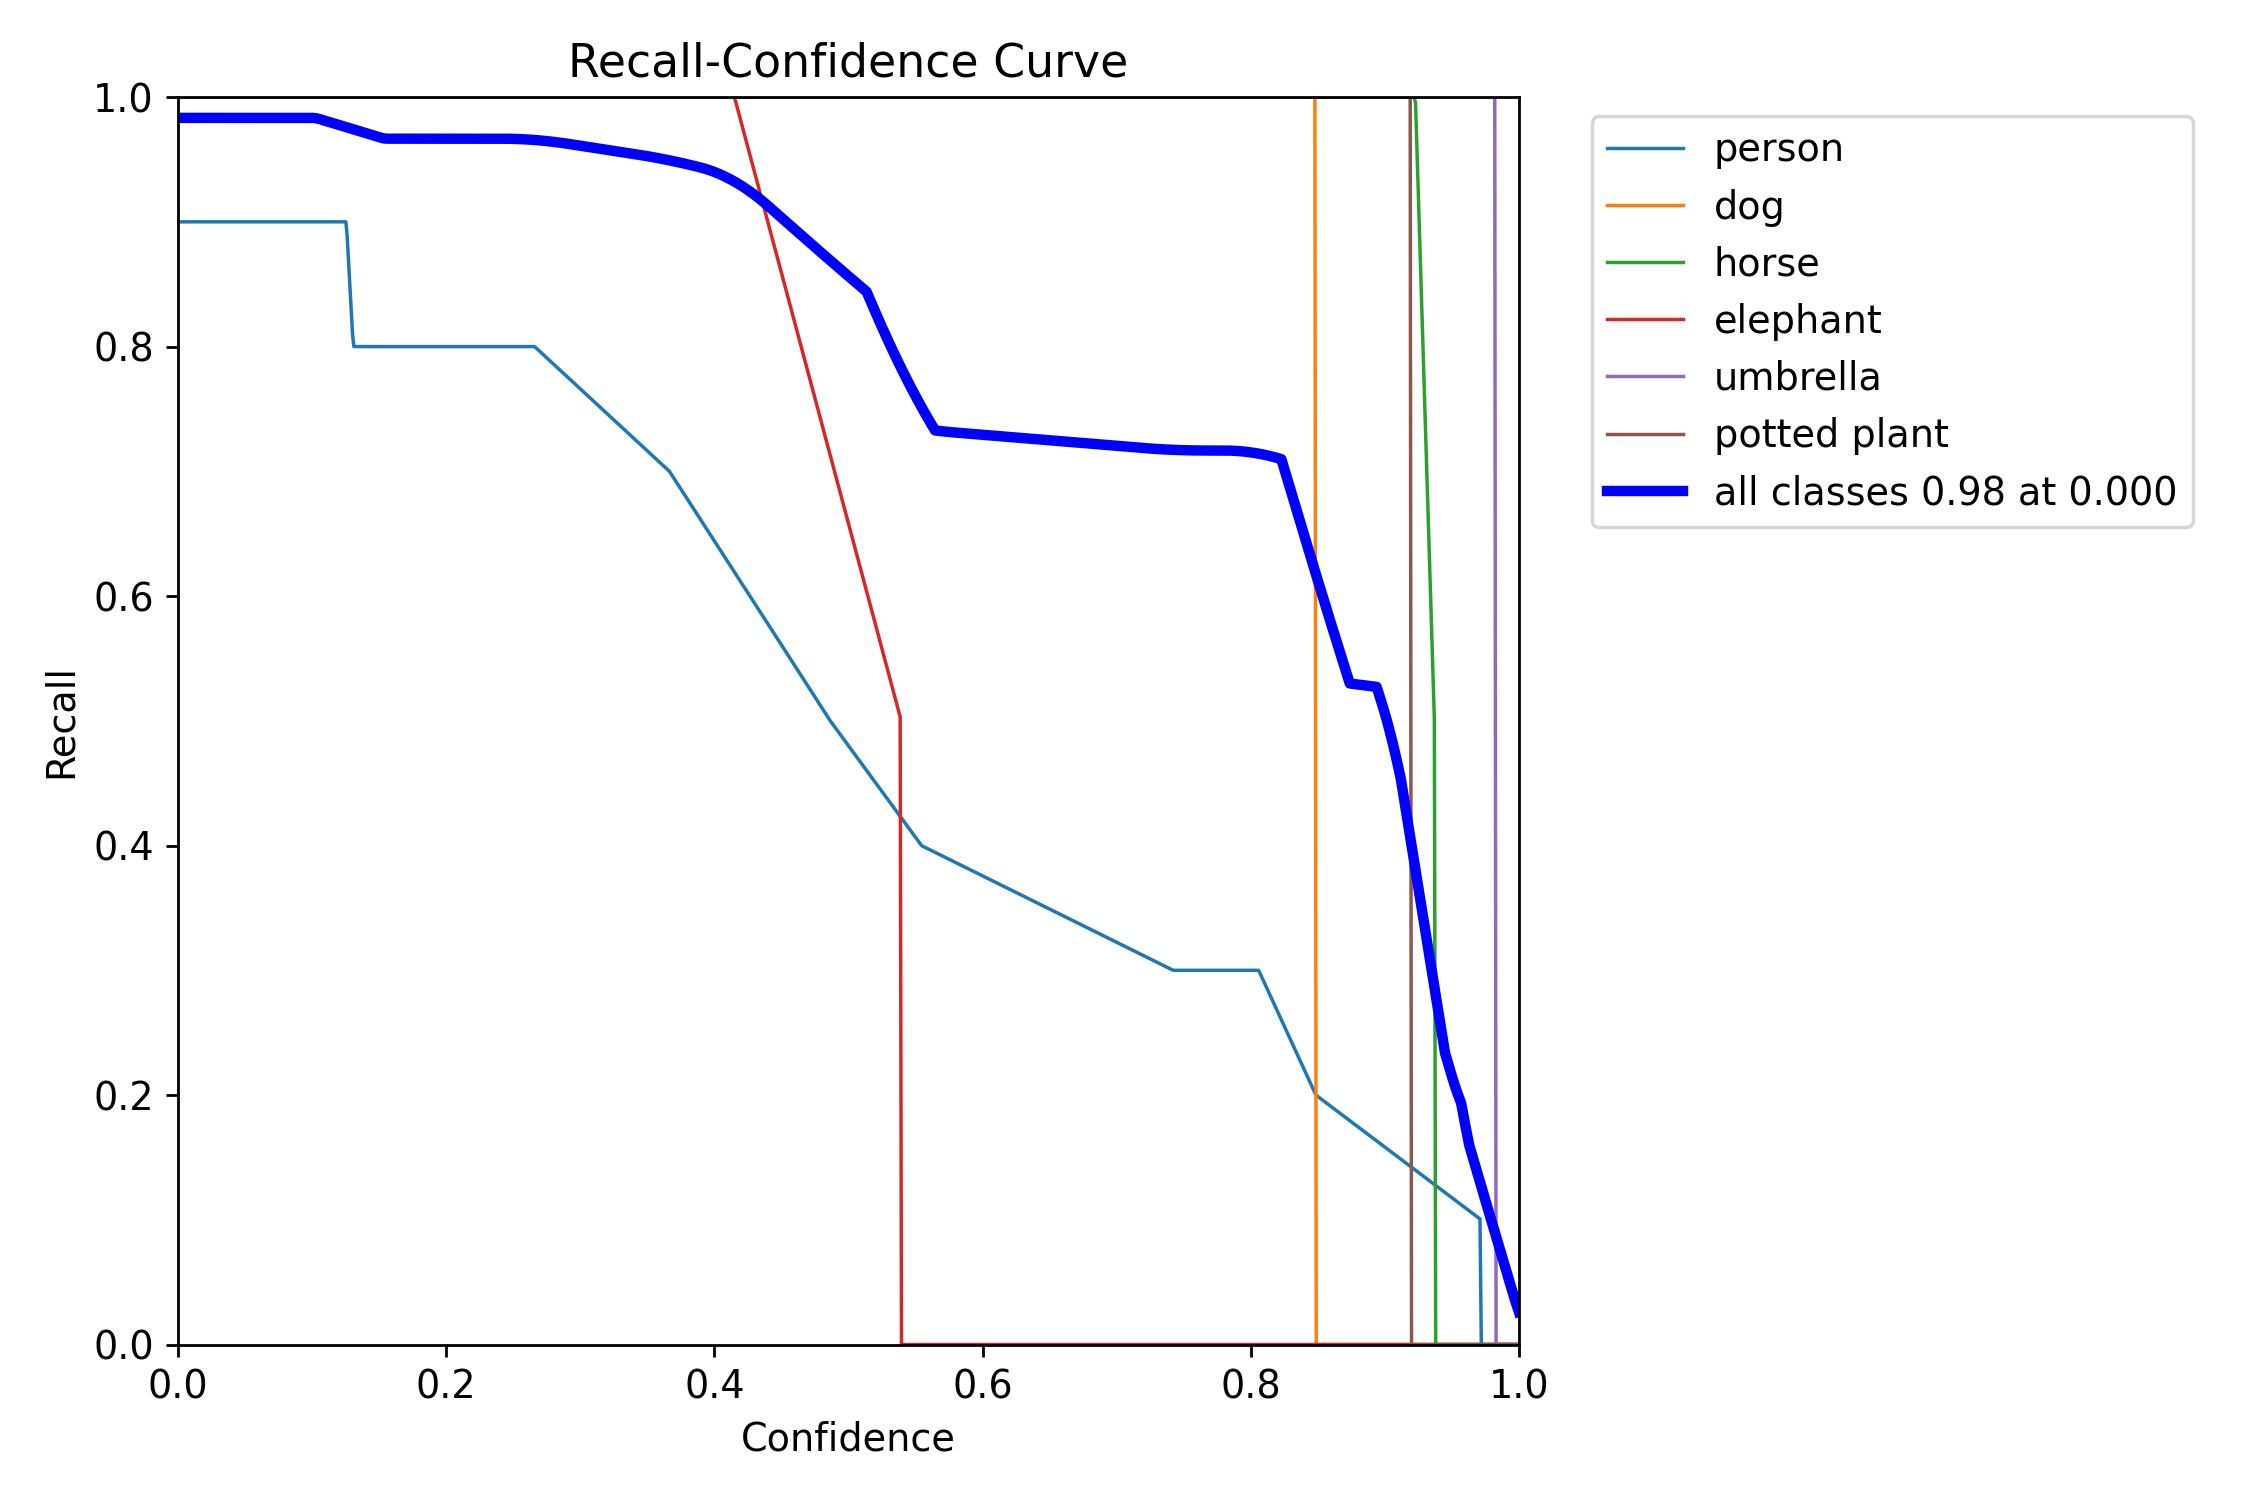 Recall-Confidence Curve
1.0
0.8
0.6
0.4
0.2
0.0
Recall
0.0 0.2 0.4 0.6 0.8 1.0
Confidence
person
dog
horse
elephant
umbrella
potted plant
all classes 0.98 at 0.000